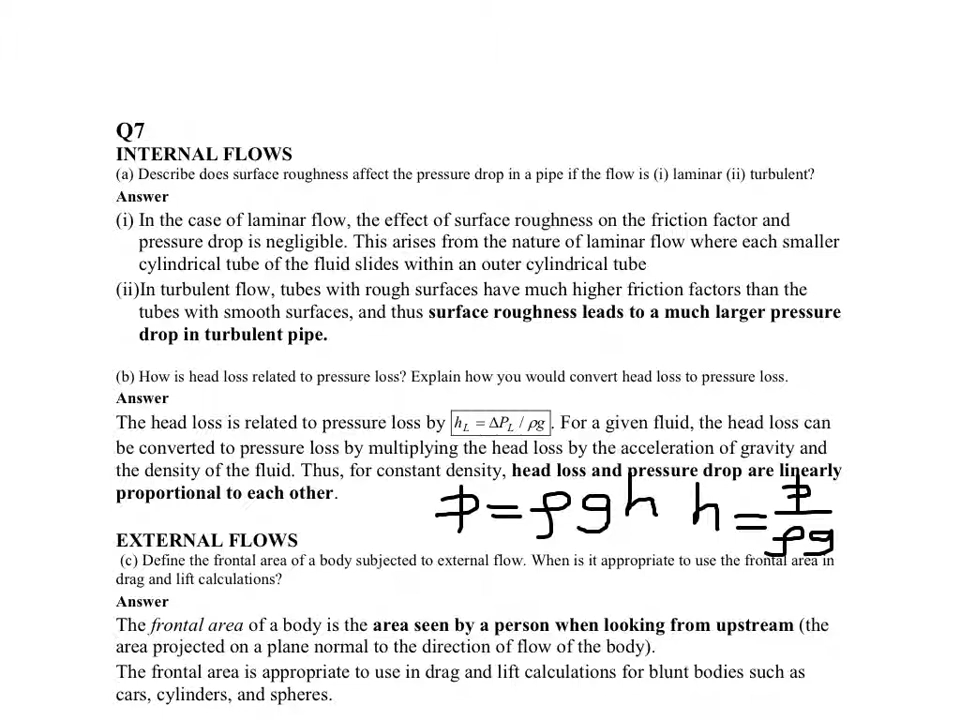 Q7
INTERNAL FLOWS
(a) Describe does surface roughness affect the pressure drop in a pipe if the flow is (i) laminar (ii) turbulent?
Answer
(i) In the case of laminar flow, the effect of surface roughness on the friction factor and
pressure drop is negligible. This arises from the nature of laminar flow where each smaller
cylindrical tube of the fluid slides within an outer cylindrical tube
(ii)In turbulent flow, tubes with rough surfaces have much higher friction factors than the
tubes with smooth surfaces, and thus surface roughness leads to a much larger pressure
drop in turbulent pipe.
(b) How is head loss related to pressure loss? Explain how you would convert head loss to pressure loss.
Answer
The head loss is related to pressure loss by h_L = ΔP_L / ρg. For a given fluid, the head loss can
be converted to pressure loss by multiplying the head loss by the acceleration of gravity and
the density of the fluid. Thus, for constant density, head loss and pressure drop are linearly
proportional to each other.
p = ρgh h = p/ρg
EXTERNAL FLOWS
(c) Define the frontal area of a body subjected to external flow. When is it appropriate to use the frontal area in
drag and lift calculations?
Answer
The frontal area of a body is the area seen by a person when looking from upstream (the
area projected on a plane normal to the direction of flow of the body).
The frontal area is appropriate to use in drag and lift calculations for blunt bodies such as
cars, cylinders, and spheres.